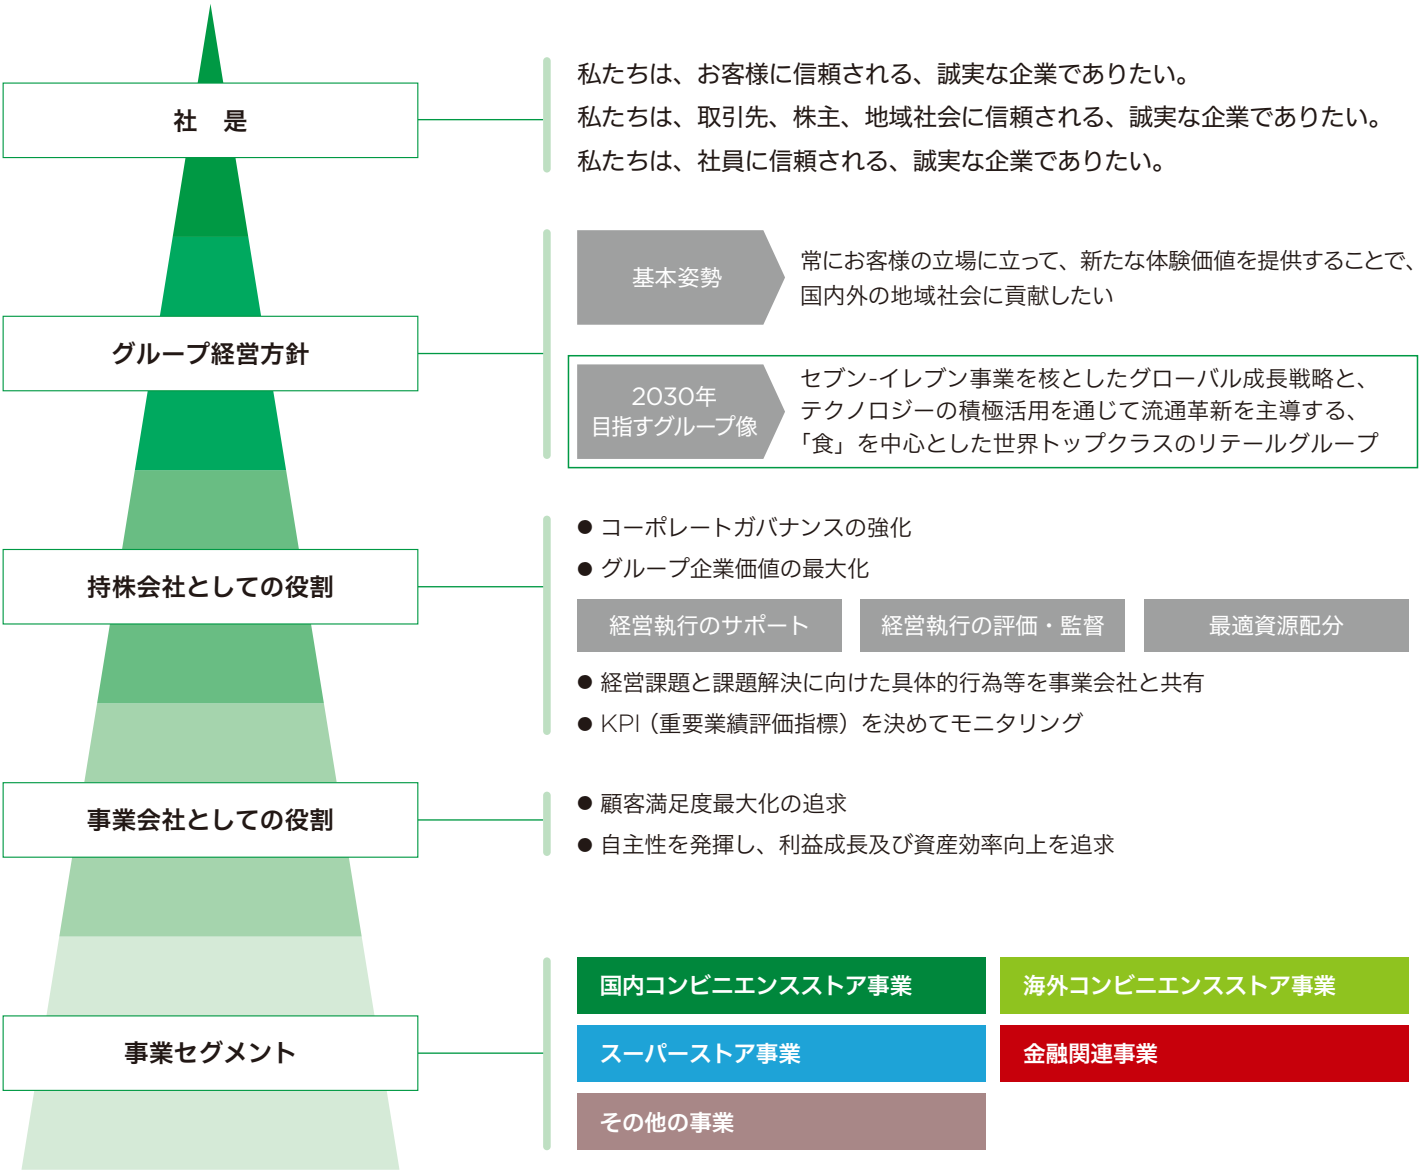 社 是
私たちは、お客様に信頼される、誠実な企業でありたい。
私たちは、取引先、株主、地域社会に信頼される、誠実な企業でありたい。
私たちは、社員に信頼される、誠実な企業でありたい。
グループ経営方針
基本姿勢
常にお客様の立場に立って、新たな体験価値を提供することで、
国内外の地域社会に貢献したい
2030年
目指すグループ像
セブン-イレブン事業を核としたグローバル成長戦略と、
テクノロジーの積極活用を通じて流通革新を主導する、
「食」を中心とした世界トップクラスのリテールグループ
持株会社としての役割
● コーポレートガバナンスの強化
● グループ企業価値の最大化
経営執行のサポート
経営執行の評価・監督
最適資源配分
● 経営課題と課題解決に向けた具体的行為等を事業会社と共有
● KPI（重要業績評価指標）を決めてモニタリング
事業会社としての役割
● 顧客満足度最大化の追求
● 自主性を発揮し、利益成長及び資産効率向上を追求
事業セグメント
国内コンビニエンスストア事業
海外コンビニエンスストア事業
スーパーストア事業
金融関連事業
その他の事業